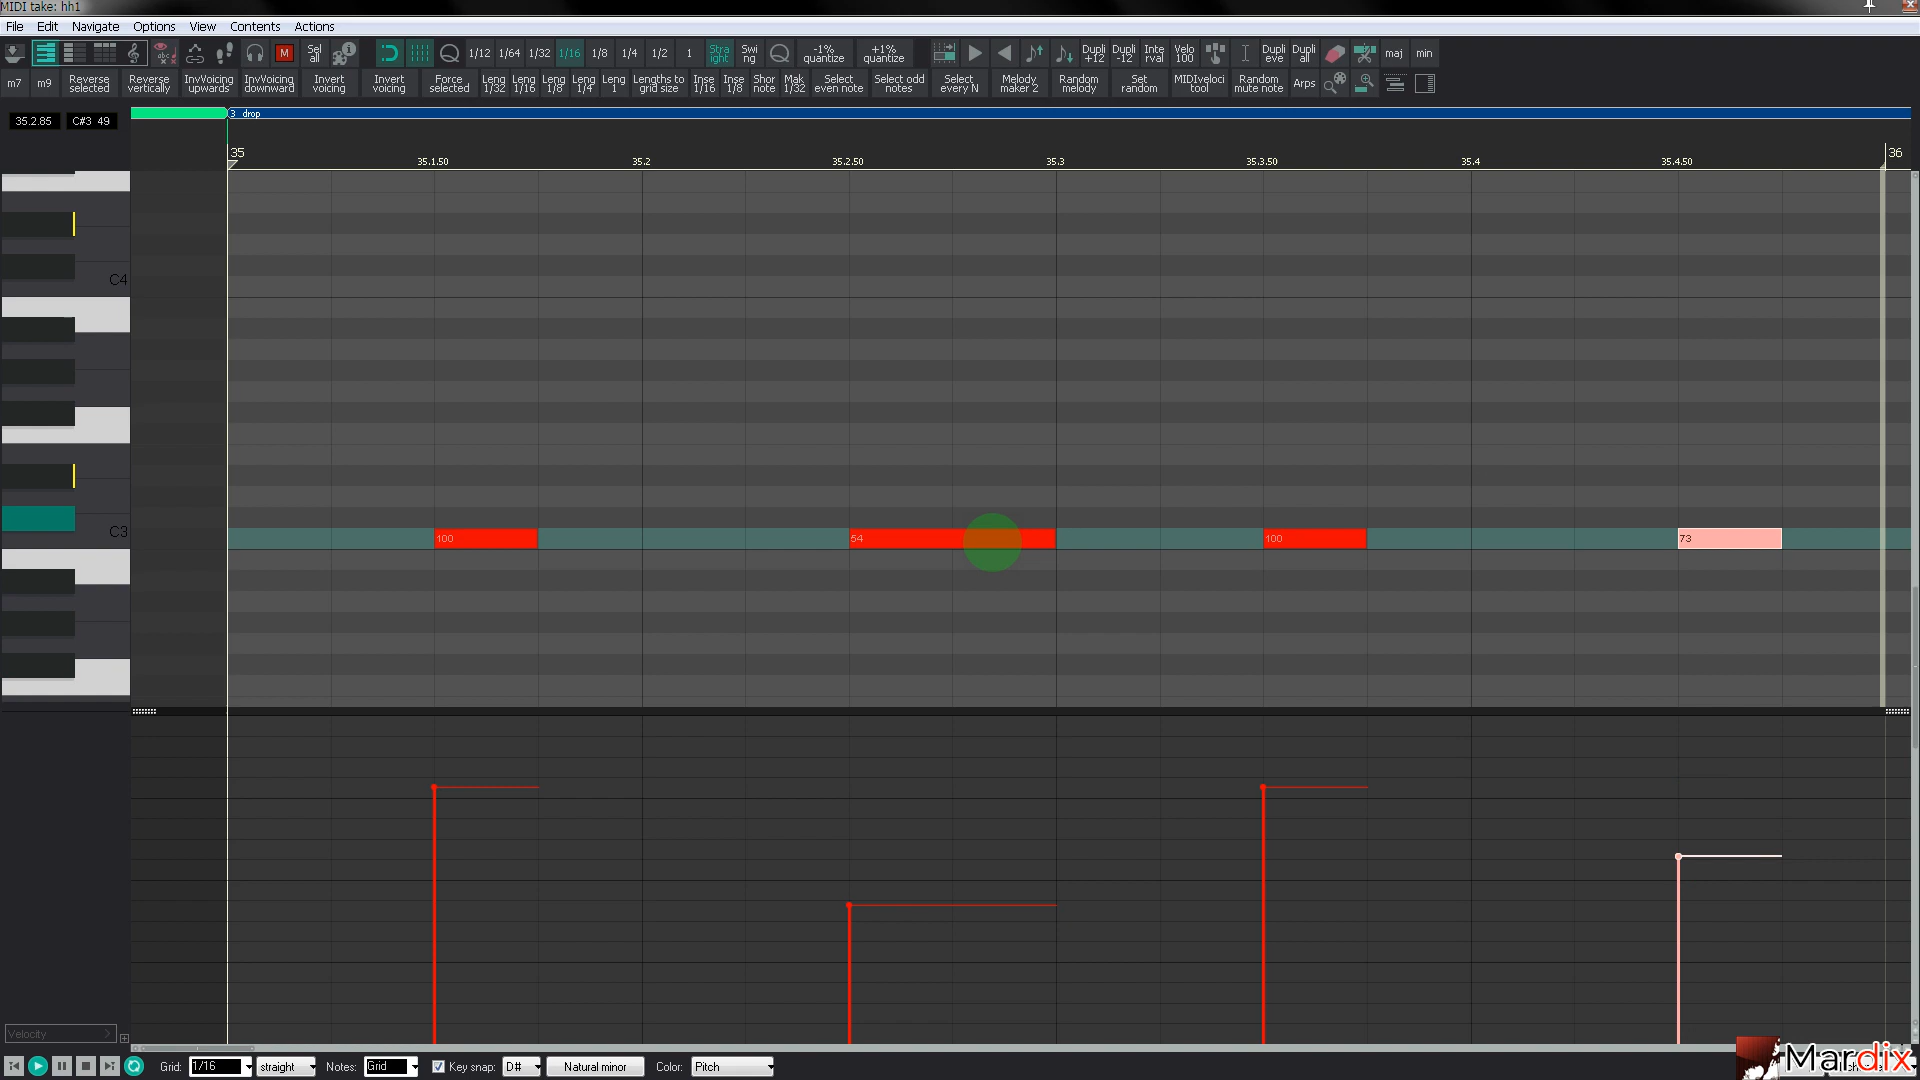 MIDI take: hh1
File Edit Navigate Options View Contents Actions
Sel all 1/12 1/64 1/32 1/16 1/8 1/4 1/2 1 Stra ight Swi ng -1% quantize +1% quantize Dupli +12 Dupli -12 Inte rval Velo 100 Dupli eve Dupli all maj min
m7 m9 Reverse selected Reverse vertically InvVoicing upwards InvVoicing downward Invert voicing Invert voicing Force selected Leng 1/32 Leng 1/16 Leng 1/8 Leng 1/4 Leng 1 Lengths to grid size Inse 1/16 Inse 1/8 Shor note Mak 1/32 Select even note Select odd notes Select every N Melody maker 2 Random melody Set random MIDIveloci tool Random mute note Arps
3 drop
35.2.85 C#3 49
35 35.1.50 35.2 35.2.50 35.3 35.3.50 35.4 35.4.50 36
C4
C3
100 54 100 73
Velocity
Grid: 1/16 straight Notes: Grid Key snap: D# Natural minor Color: Pitch
Mardix